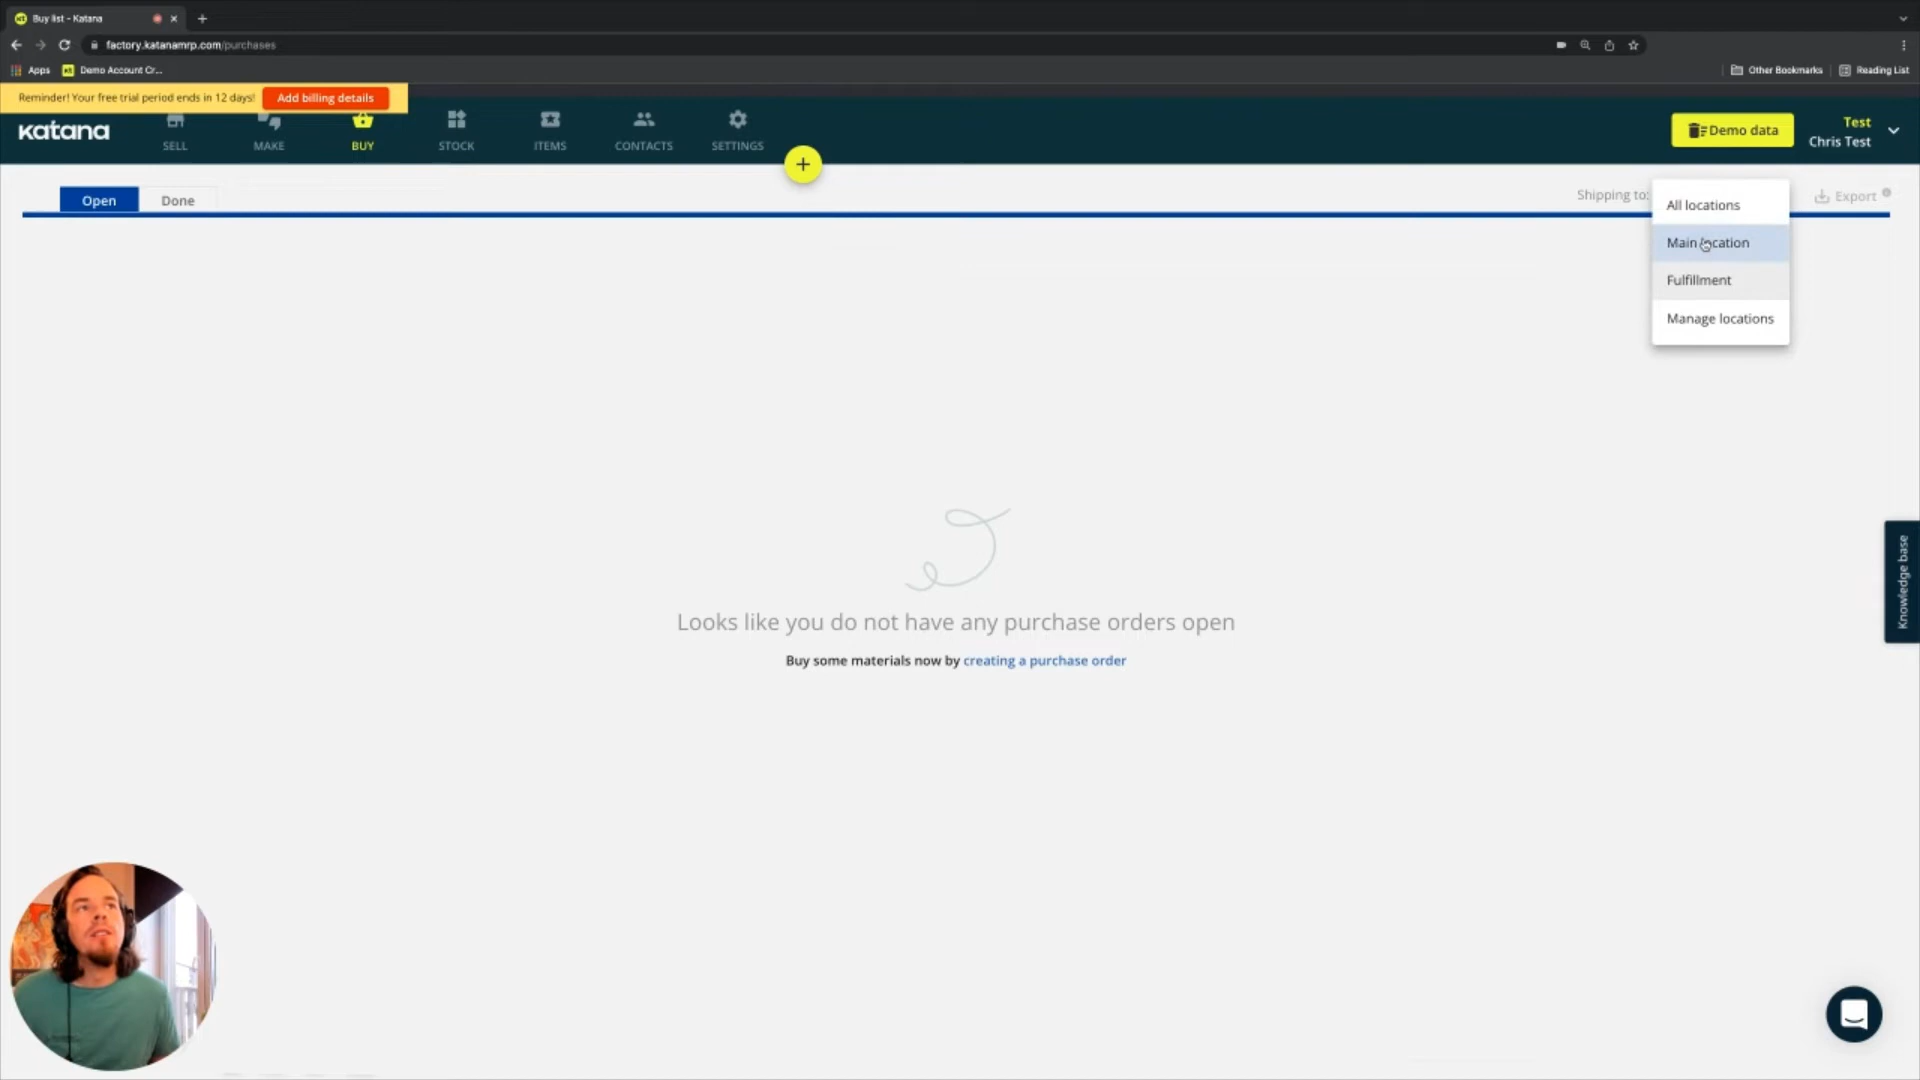 Buy list - Katana
factory.katanamrp.com/purchases
Apps
Demo Account Cr...
Other Bookmarks
Reading List
Reminder! Your free trial period ends in 12 days!
Add billing details
katana
SELL
MAKE
BUY
STOCK
ITEMS
CONTACTS
SETTINGS
+
Demo data
Test
Chris Test
Open
Done
Shipping to:
All locations
Main location
Fulfillment
Manage locations
Export
Looks like you do not have any purchase orders open
Buy some materials now by creating a purchase order
Knowledge base